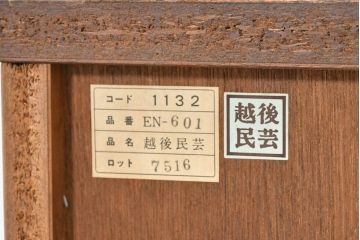 コード 1132
品番 EN-601
品名 越後民芸
ロット 7516
越後
民芸